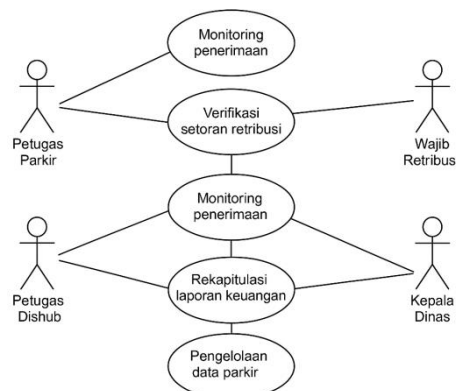 Monitoring
penerimaan
Verifikasi
setoran retribusi
Petugas
Parkir
Wajib
Retribus
Monitoring
penerimaan
Rekapitulasi
laporan keuangan
Petugas
Dishub
Kepala
Dinas
Pengelolaan
data parkir